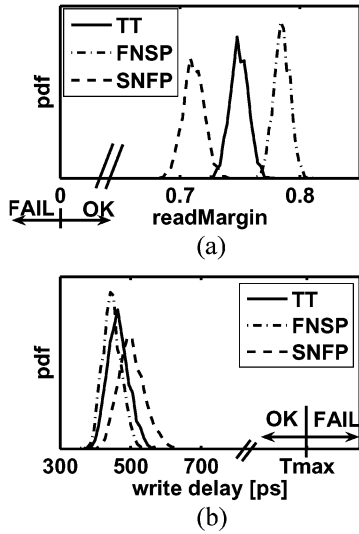 TT
FNSP
SNFP
pdf
0 0.7 0.8
FAIL OK
readMargin
(a)
TT
FNSP
SNFP
pdf
OK FAIL
300 500 700 Tmax
write delay [ps]
(b)